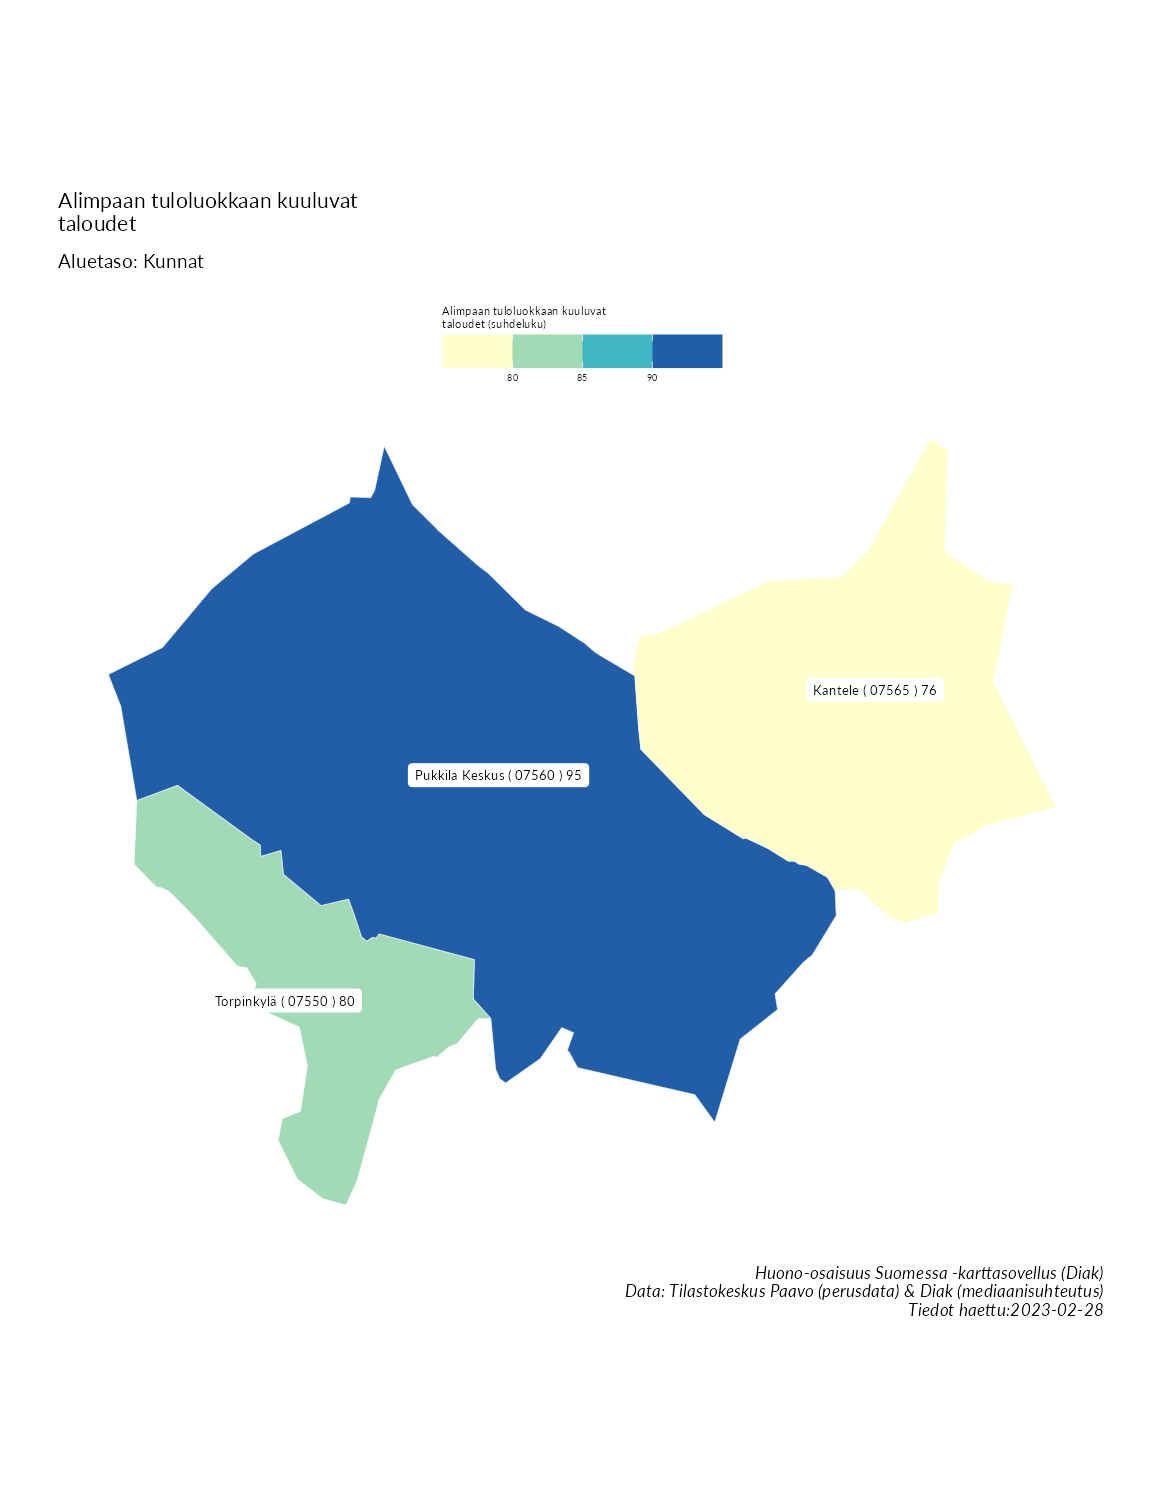 Alimpaan tuloluokkaan kuuluvat
taloudet
Aluetaso: Kunnat
Alimpaan tuloluokkaan kuuluvat
taloudet (suhdeluku)
80 85 90
Kantele ( 07565 ) 76
Pukkila Keskus ( 07560 ) 95
Torpinkylä ( 07550 ) 80
Huono-osaisuus Suomessa -karttasovellus (Diak)
Data: Tilastokeskus Paavo (perusdata) & Diak (mediaanisuhteutus)
Tiedot haettu:2023-02-28